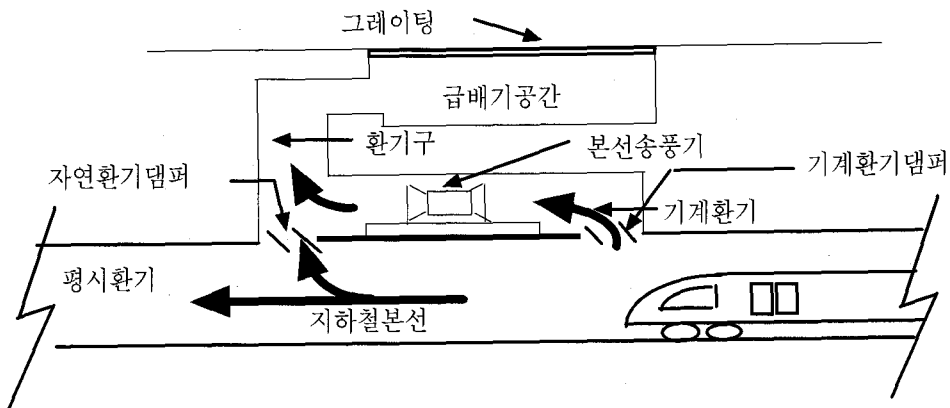 그레이팅
급배기공간
환기구
본선송풍기
기계환기댐퍼
자연환기댐퍼
기계환기
평시환기
지하철본선